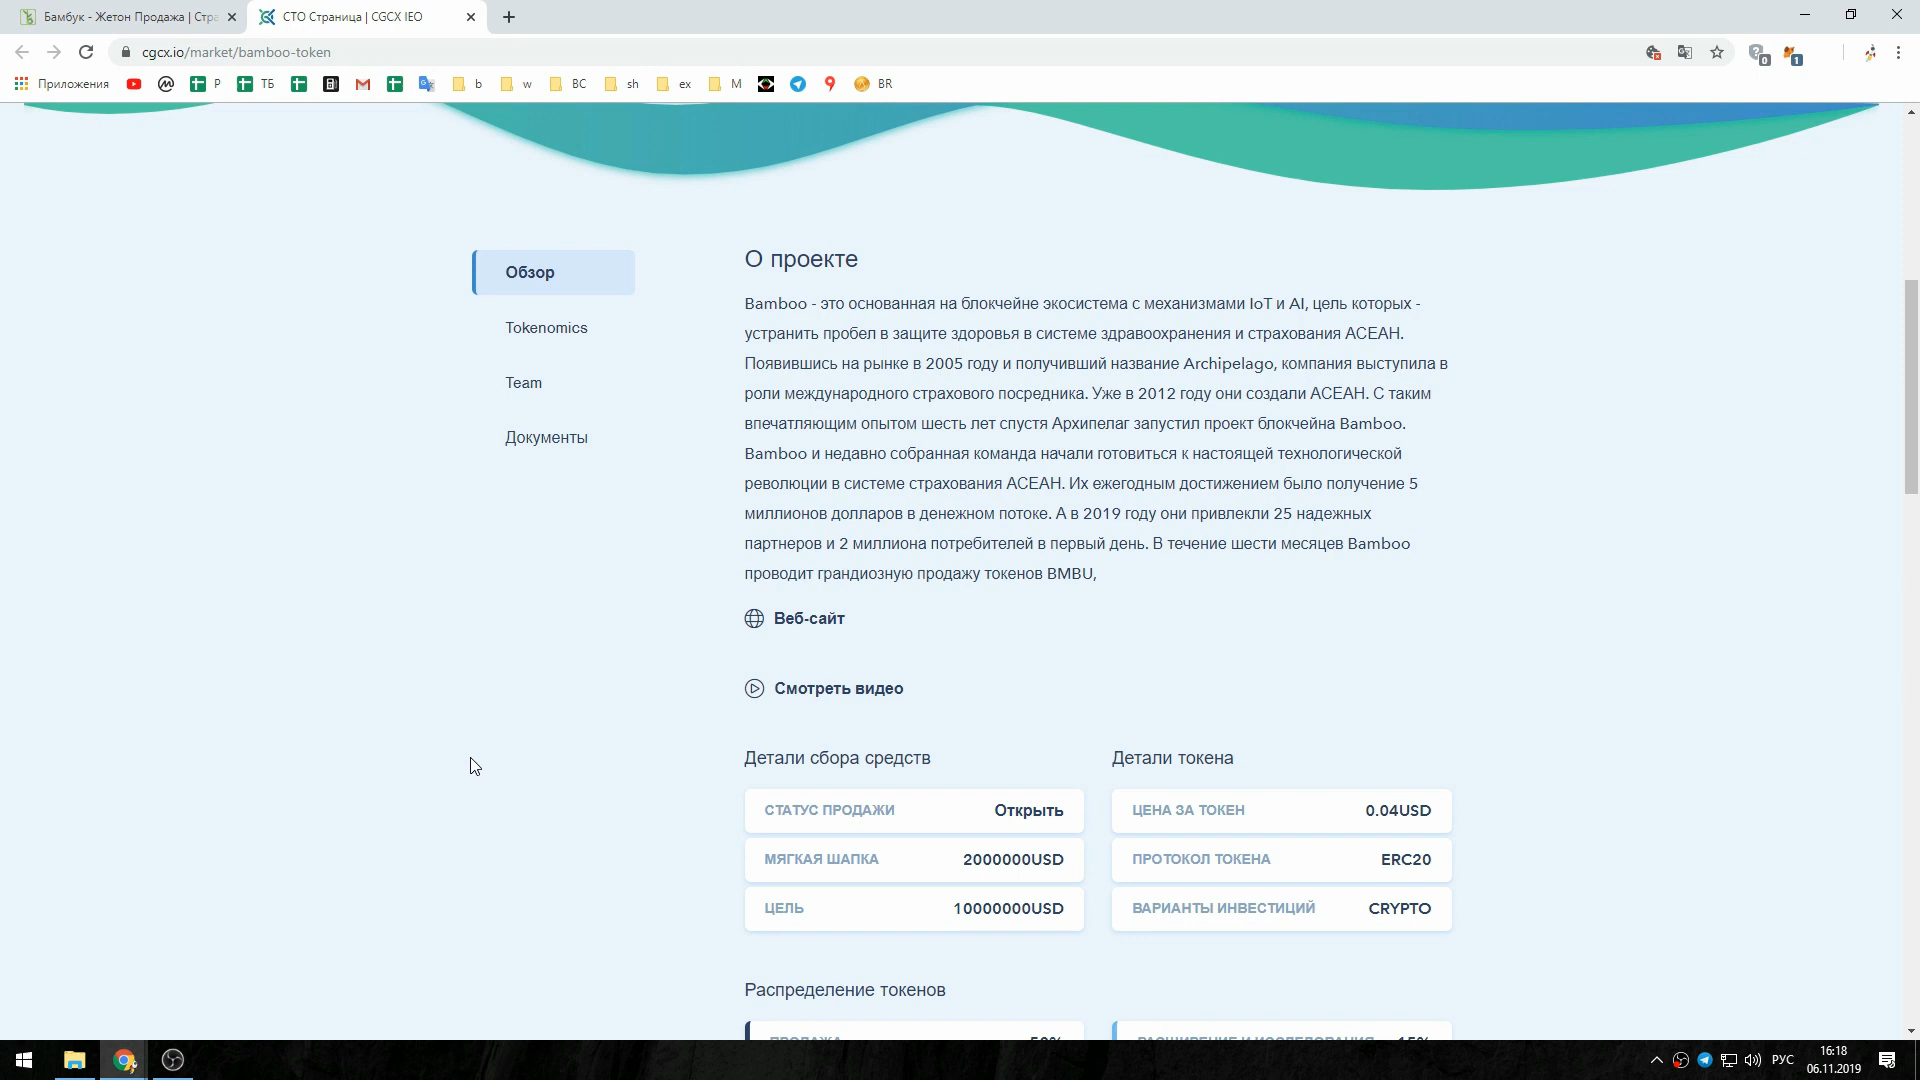 Бамбук - Жетон Продажа | Стра
СТО Страница | CGCX IEO
cgcx.io/market/bamboo-token
0
1
Приложения
P
ТБ
b
w
BC
sh
ex
M
BR
Обзор
Tokenomics
Team
Документы
О проекте
Bamboo - это основанная на блокчейне экосистема с механизмами IoT и AI, цель которых -
устранить пробел в защите здоровья в системе здравоохранения и страхования АСЕАН.
Появившись на рынке в 2005 году и получивший название Archipelago, компания выступила в
роли международного страхового посредника. Уже в 2012 году они создали АСЕАН. С таким
впечатляющим опытом шесть лет спустя Архипелаг запустил проект блокчейна Bamboo.
Bamboo и недавно собранная команда начали готовиться к настоящей технологической
революции в системе страхования АСЕАН. Их ежегодным достижением было получение 5
миллионов долларов в денежном потоке. А в 2019 году они привлекли 25 надежных
партнеров и 2 миллиона потребителей в первый день. В течение шести месяцев Bamboo
проводит грандиозную продажу токенов BMBU,
Веб-сайт
Смотреть видео
Детали сбора средств
СТАТУС ПРОДАЖИ Открыть
МЯГКАЯ ШАПКА 2000000USD
ЦЕЛЬ 10000000USD
Детали токена
ЦЕНА ЗА ТОКЕН 0.04USD
ПРОТОКОЛ ТОКЕНА ERC20
ВАРИАНТЫ ИНВЕСТИЦИЙ CRYPTO
Распределение токенов
ПРОДАЖА 50%
РАСШИРЕНИЕ И ИССЛЕДОВАНИЯ 15%
РУС
16:18
06.11.2019